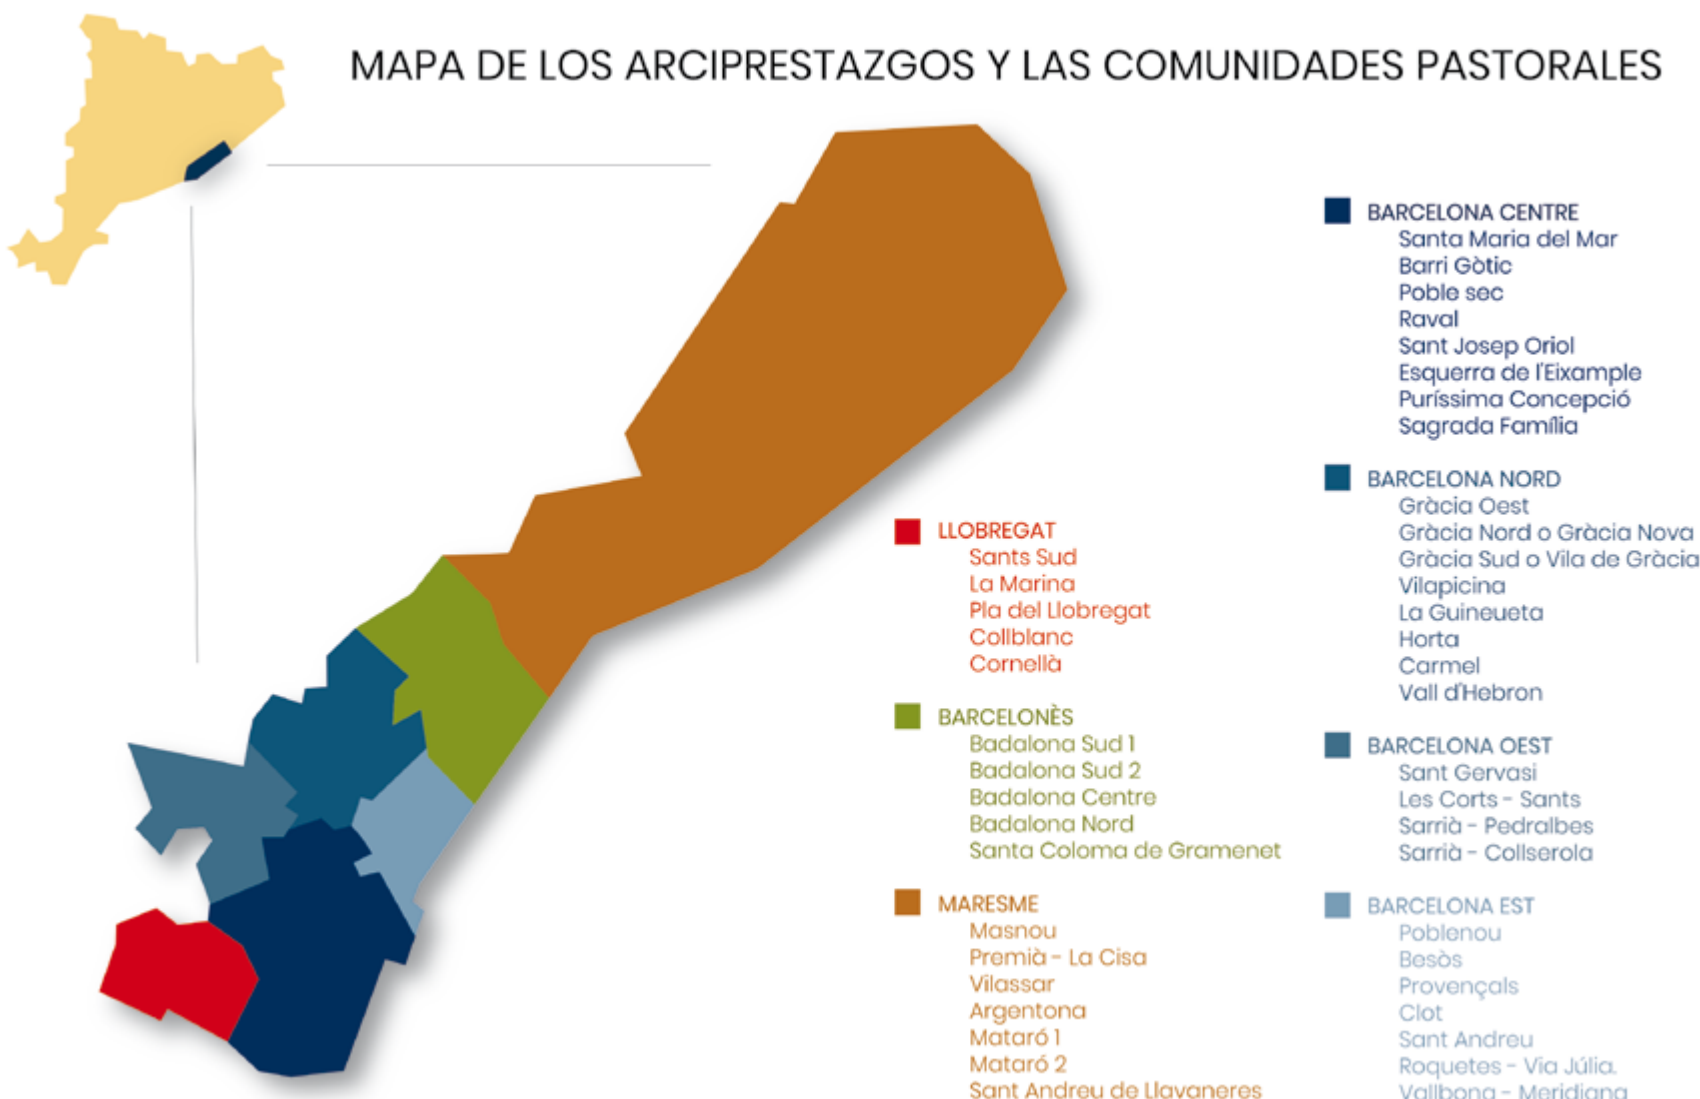 MAPA DE LOS ARCIPRESTAZGOS Y LAS COMUNIDADES PASTORALES
LLOBREGAT
Sants Sud
La Marina
Pla del Llobregat
Collblanc
Cornellà
BARCELONÈS
Badalona Sud 1
Badalona Sud 2
Badalona Centre
Badalona Nord
Santa Coloma de Gramenet
MARESME
Masnou
Premià - La Cisa
Vilassar
Argentona
Mataró 1
Mataró 2
Sant Andreu de Llavaneres
BARCELONA CENTRE
Santa Maria del Mar
Barri Gòtic
Poble sec
Raval
Sant Josep Oriol
Esquerra de l'Eixample
Puríssima Concepció
Sagrada Família
BARCELONA NORD
Gràcia Oest
Gràcia Nord o Gràcia Nova
Gràcia Sud o Vila de Gràcia
Vilapicina
La Guineueta
Horta
Carmel
Vall d'Hebron
BARCELONA OEST
Sant Gervasi
Les Corts - Sants
Sarrià - Pedralbes
Sarrià - Collserola
BARCELONA EST
Poblenou
Besòs
Provençals
Clot
Sant Andreu
Roquetes - Via Júlia.
Vallbona - Meridiana